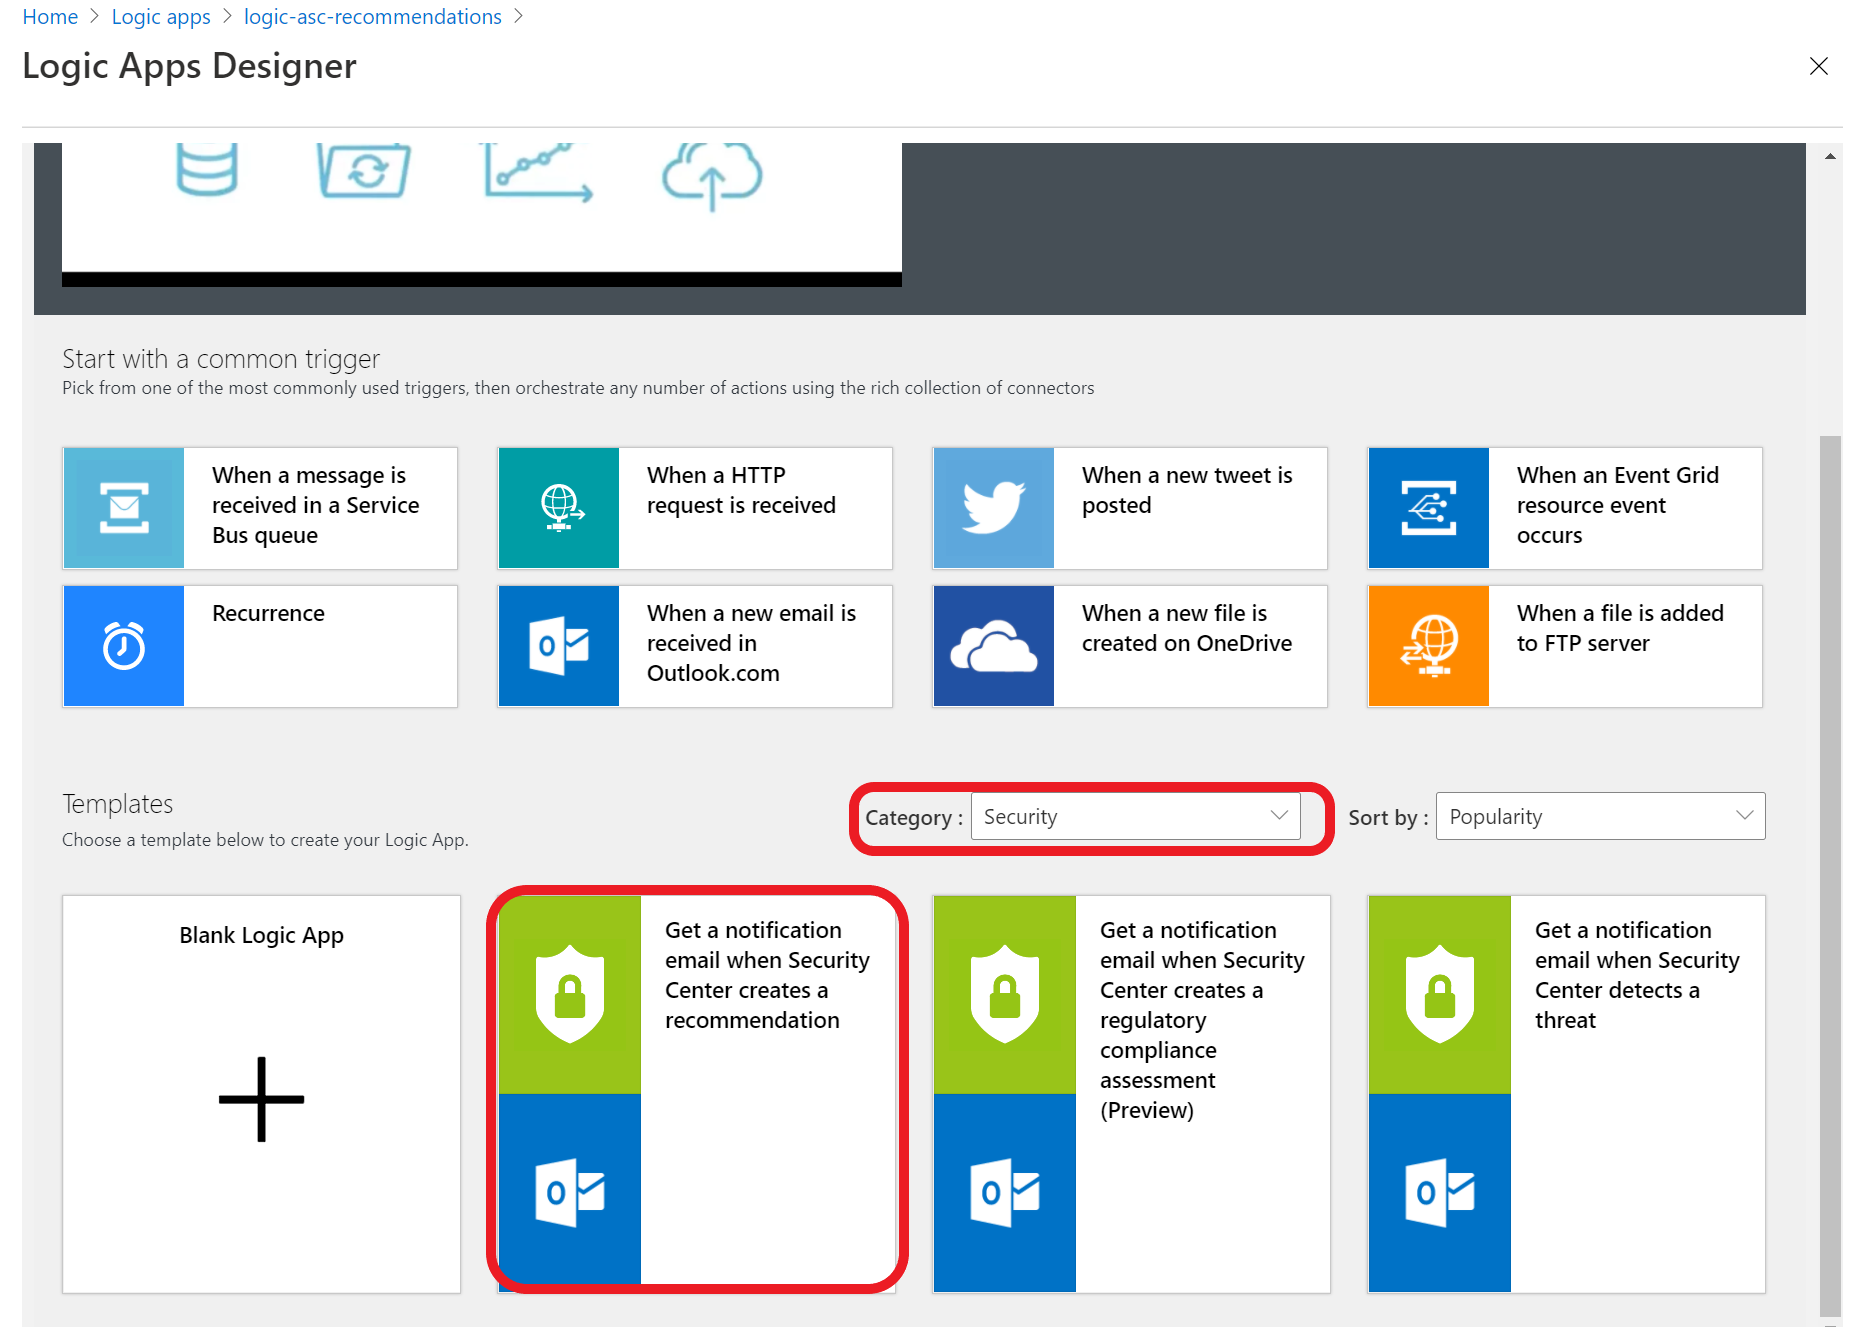 Home > Logic apps > logic-asc-recommendations >
Logic Apps Designer
Start with a common trigger
Pick from one of the most commonly used triggers, then orchestrate any number of actions using the rich collection of connectors
When a message is
received in a Service
Bus queue
When a HTTP
request is received
When a new tweet is
posted
When an Event Grid
resource event
occurs
Recurrence
When a new email is
received in
Outlook.com
When a new file is
created on OneDrive
When a file is added
to FTP server
Templates
Choose a template below to create your Logic App.
Category : Security
Sort by : Popularity
Blank Logic App
Get a notification
email when Security
Center creates a
recommendation
Get a notification
email when Security
Center creates a
regulatory
compliance
assessment
(Preview)
Get a notification
email when Security
Center detects a
threat